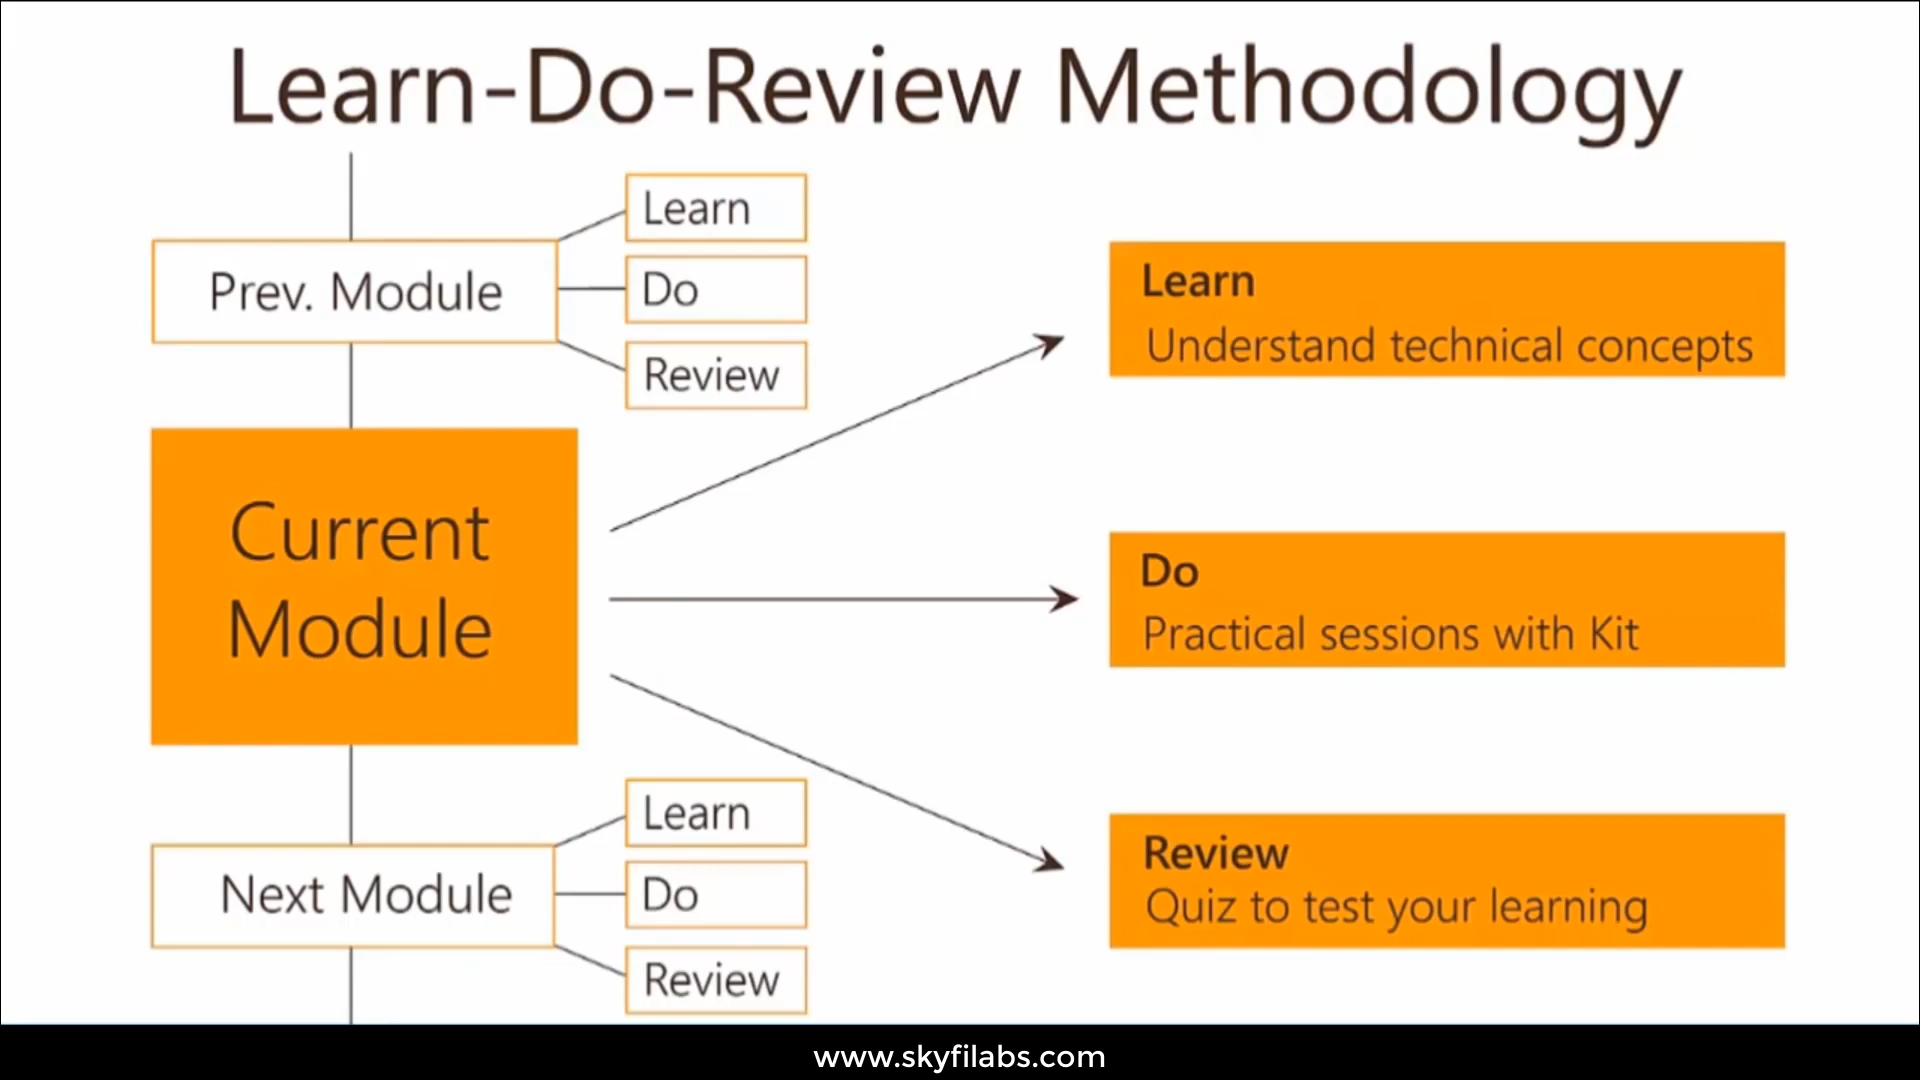 Learn-Do-Review Methodology
Prev. Module
Learn
Do
Review
Current
Module
Learn
Understand technical concepts
Do
Practical sessions with Kit
Review
Quiz to test your learning
Next Module
Learn
Do
Review
www.skyfilabs.com